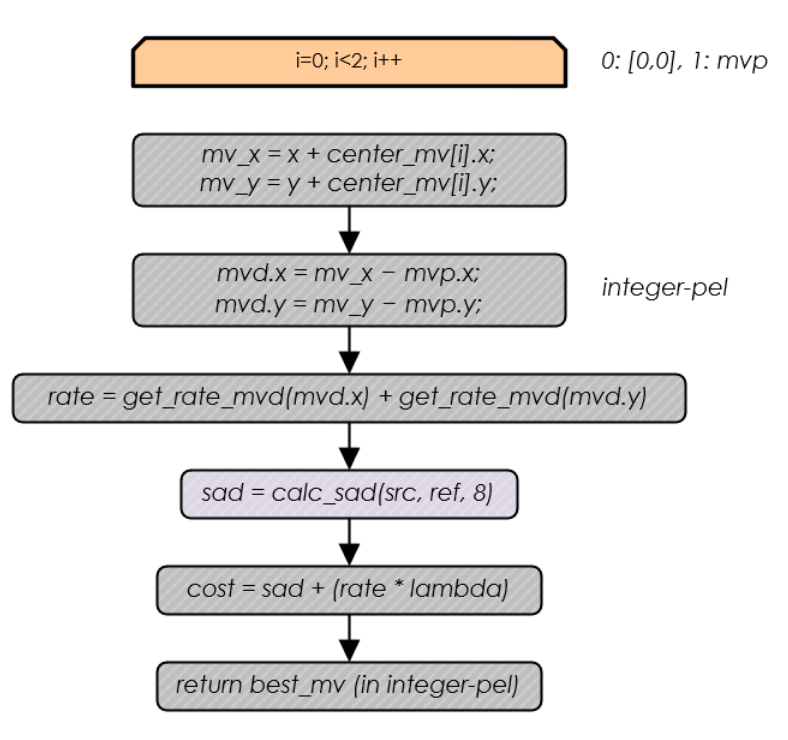 i=0; i<2; i++
0: [0,0], 1: mvp
mv_x = x + center_mv[i].x;
mv_y = y + center_mv[i].y;
mvd.x = mv_x − mvp.x;
mvd.y = mv_y − mvp.y;
integer-pel
rate = get_rate_mvd(mvd.x) + get_rate_mvd(mvd.y)
sad = calc_sad(src, ref, 8)
cost = sad + (rate * lambda)
return best_mv (in integer-pel)